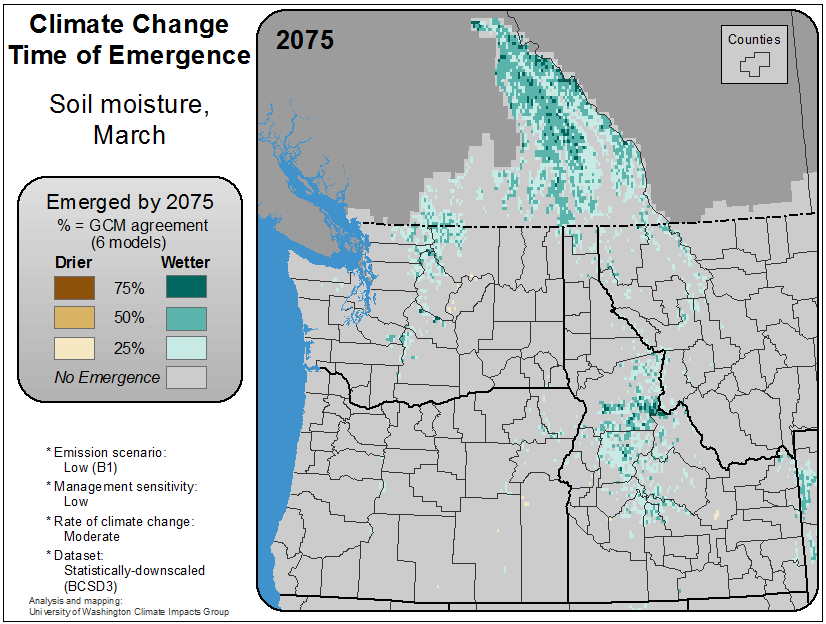 Climate Change
Time of Emergence
Soil moisture,
March
Emerged by 2075
% = GCM agreement
(6 models)
Drier Wetter
75%
50%
25%
No Emergence
* Emission scenario:
Low (B1)
* Management sensitivity:
Low
* Rate of climate change:
Moderate
* Dataset:
Statistically-downscaled
(BCSD3)
Analysis and mapping:
University of Washington Climate Impacts Group
2075
Counties